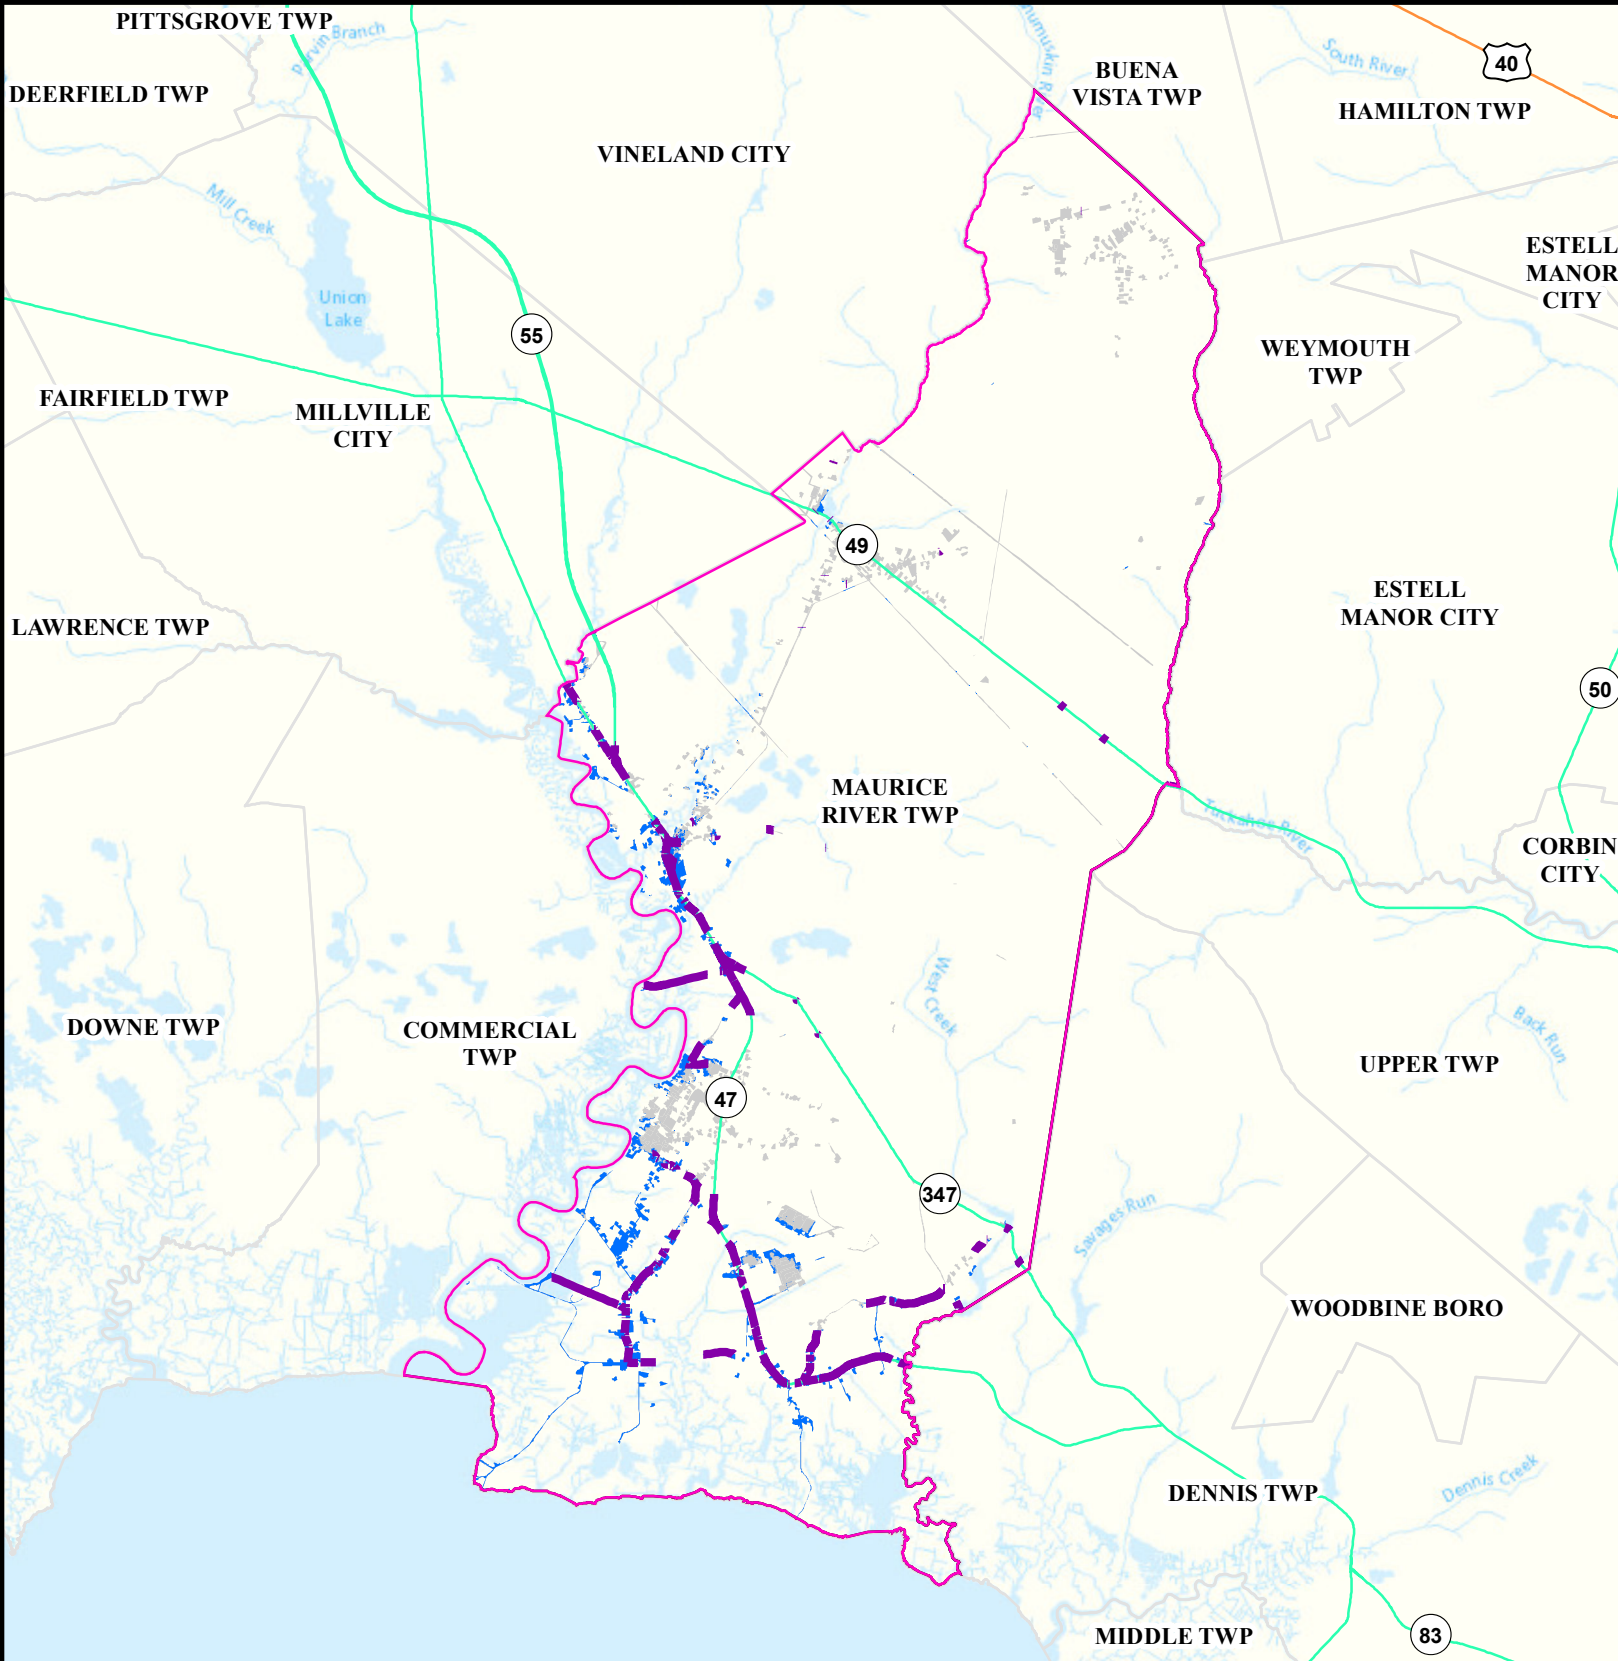 PITTSGROVE TWP
Parvin Branch
South River
40
BUENA
VISTA TWP
DEERFIELD TWP
HAMILTON TWP
VINELAND CITY
Mill Creek
ESTELL
MANOR
CITY
Union
Lake
55
WEYMOUTH
TWP
FAIRFIELD TWP
MILLVILLE
CITY
49
ESTELL
MANOR CITY
LAWRENCE TWP
50
MAURICE
RIVER TWP
Tuckahoe River
CORBIN
CITY
West Creek
DOWNE TWP
COMMERCIAL
TWP
Back Run
UPPER TWP
47
347
Savages Run
WOODBINE BORO
DENNIS TWP
Dennis Creek
MIDDLE TWP
83